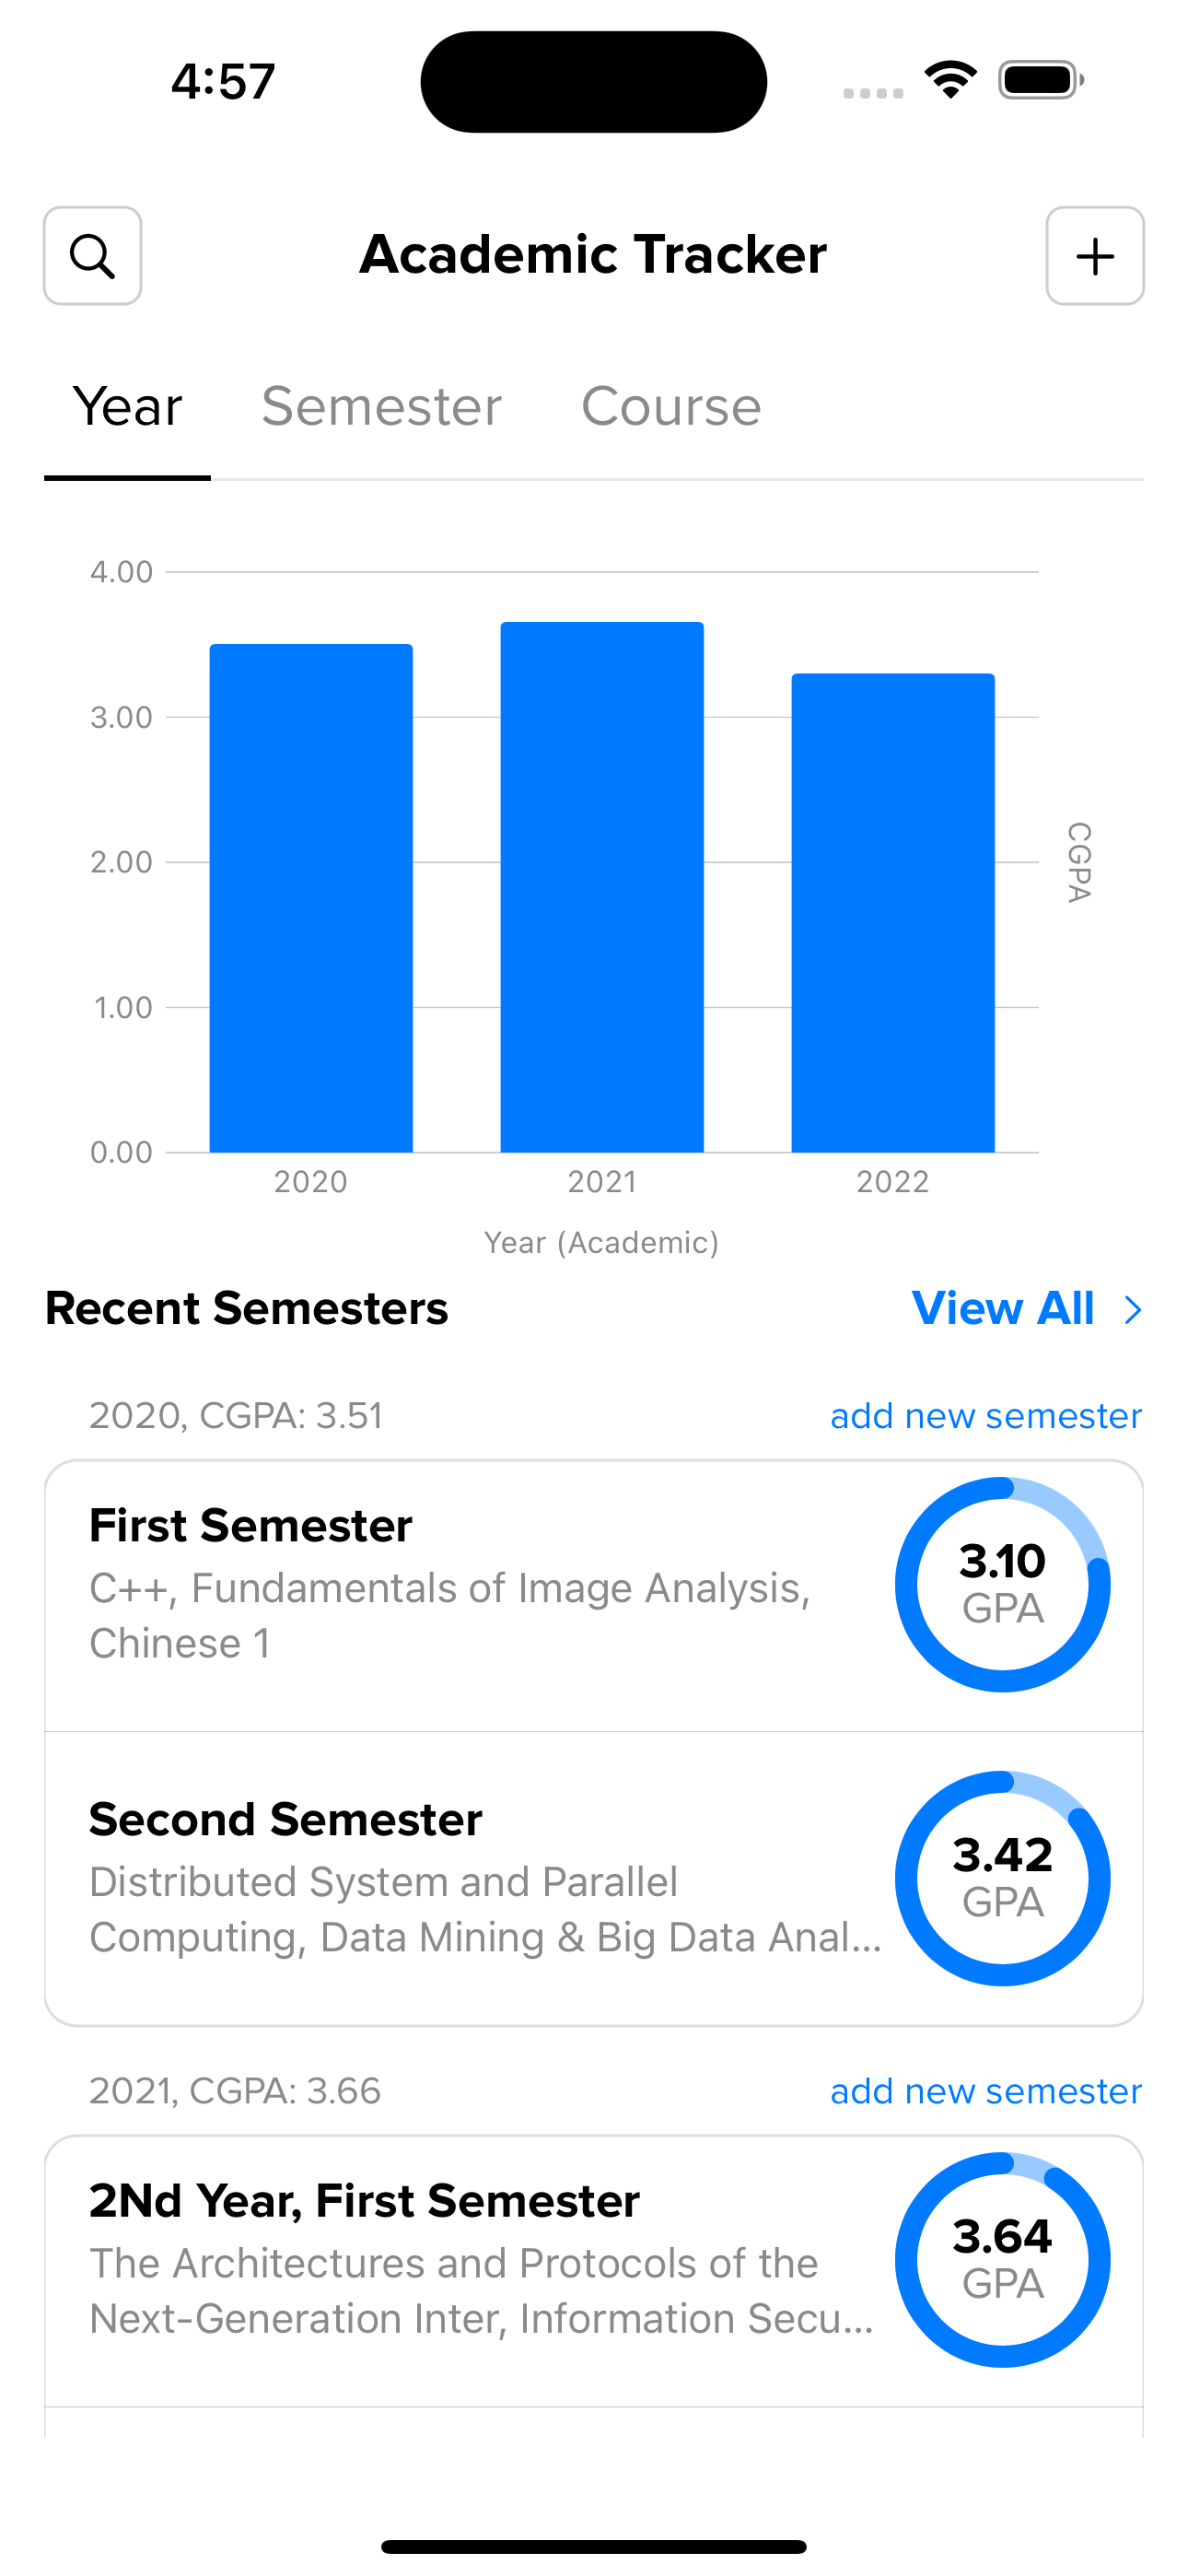 4:57
Academic Tracker
Year Semester Course
4.00
3.00
2.00
1.00
0.00
CGPA
2020 2021 2022
Year (Academic)
Recent Semesters View All
2020, CGPA: 3.51 add new semester
First Semester
C++, Fundamentals of Image Analysis,
Chinese 1
3.10
GPA
Second Semester
Distributed System and Parallel
Computing, Data Mining & Big Data Anal...
3.42
GPA
2021, CGPA: 3.66 add new semester
2Nd Year, First Semester
The Architectures and Protocols of the
Next-Generation Inter, Information Secu...
3.64
GPA